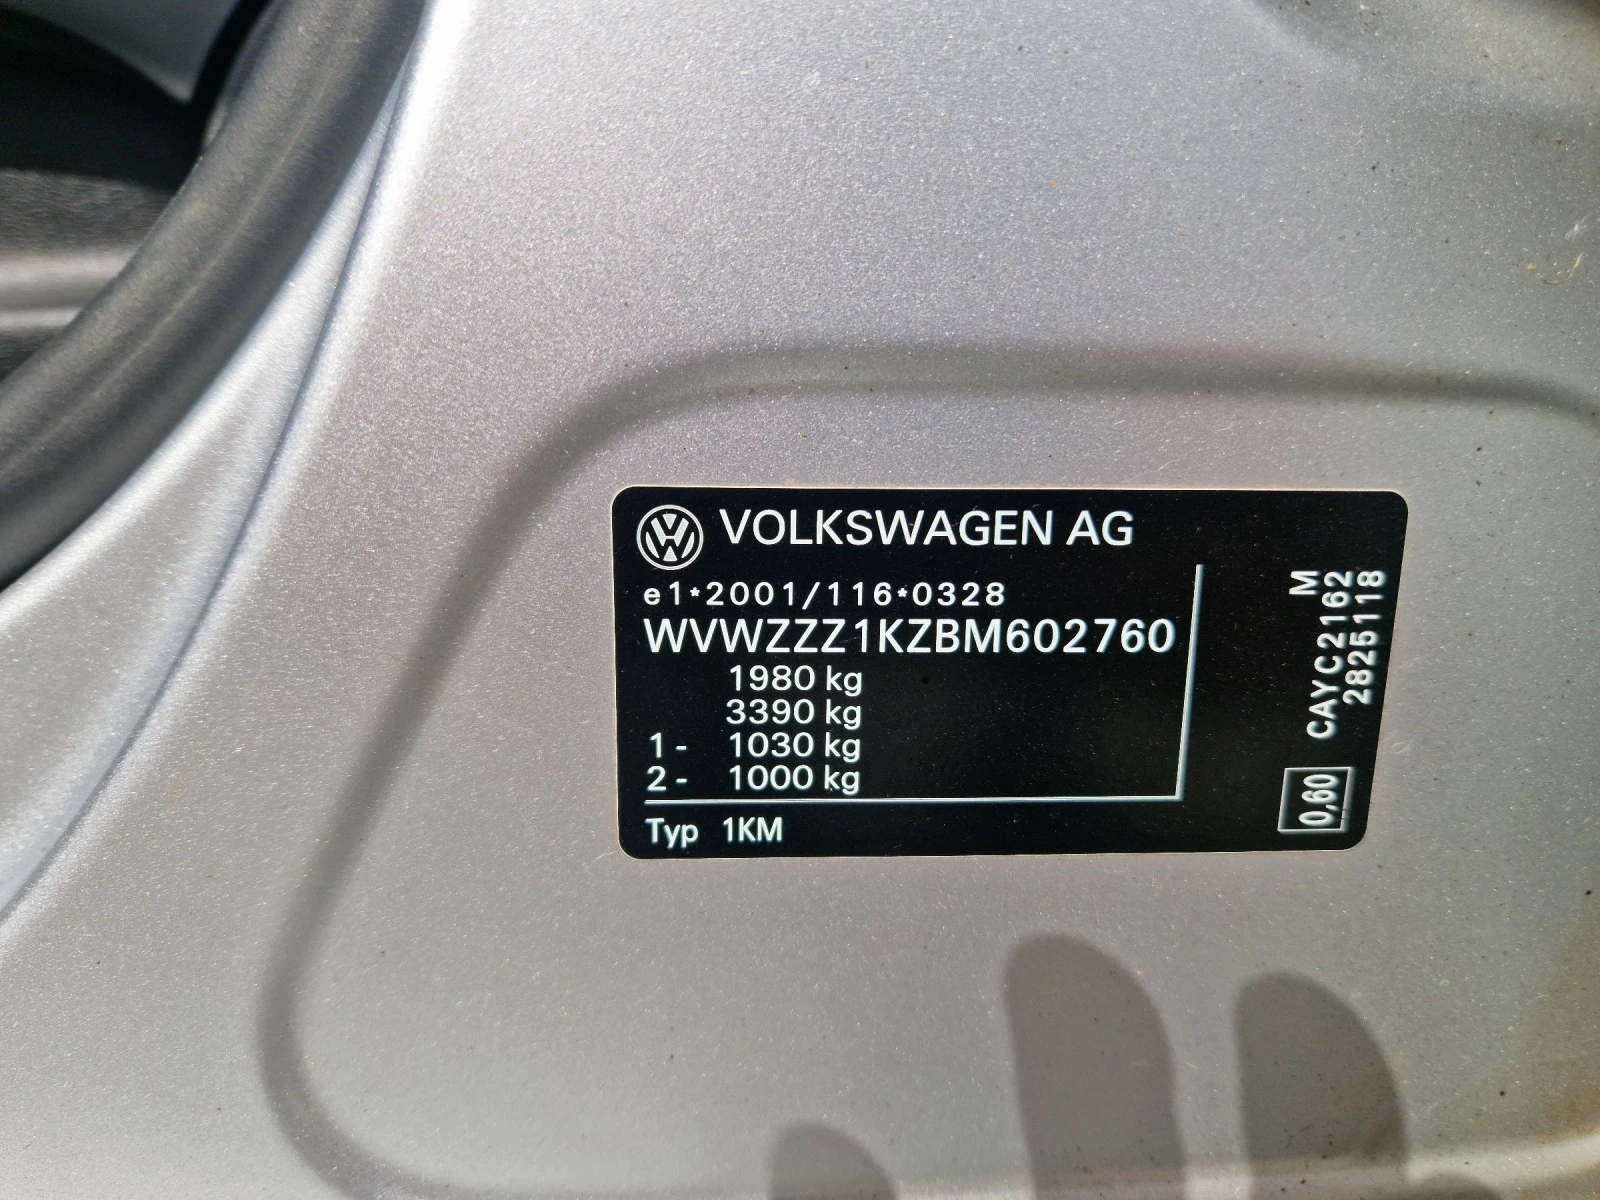 VOLKSWAGEN AG
e1*2001/116*0328
WVWZZZ1KZBM602760
1980 kg
3390 kg
1- 1030 kg
2- 1000 kg
Typ 1KM
M
CAYC2162
2825118
0,60